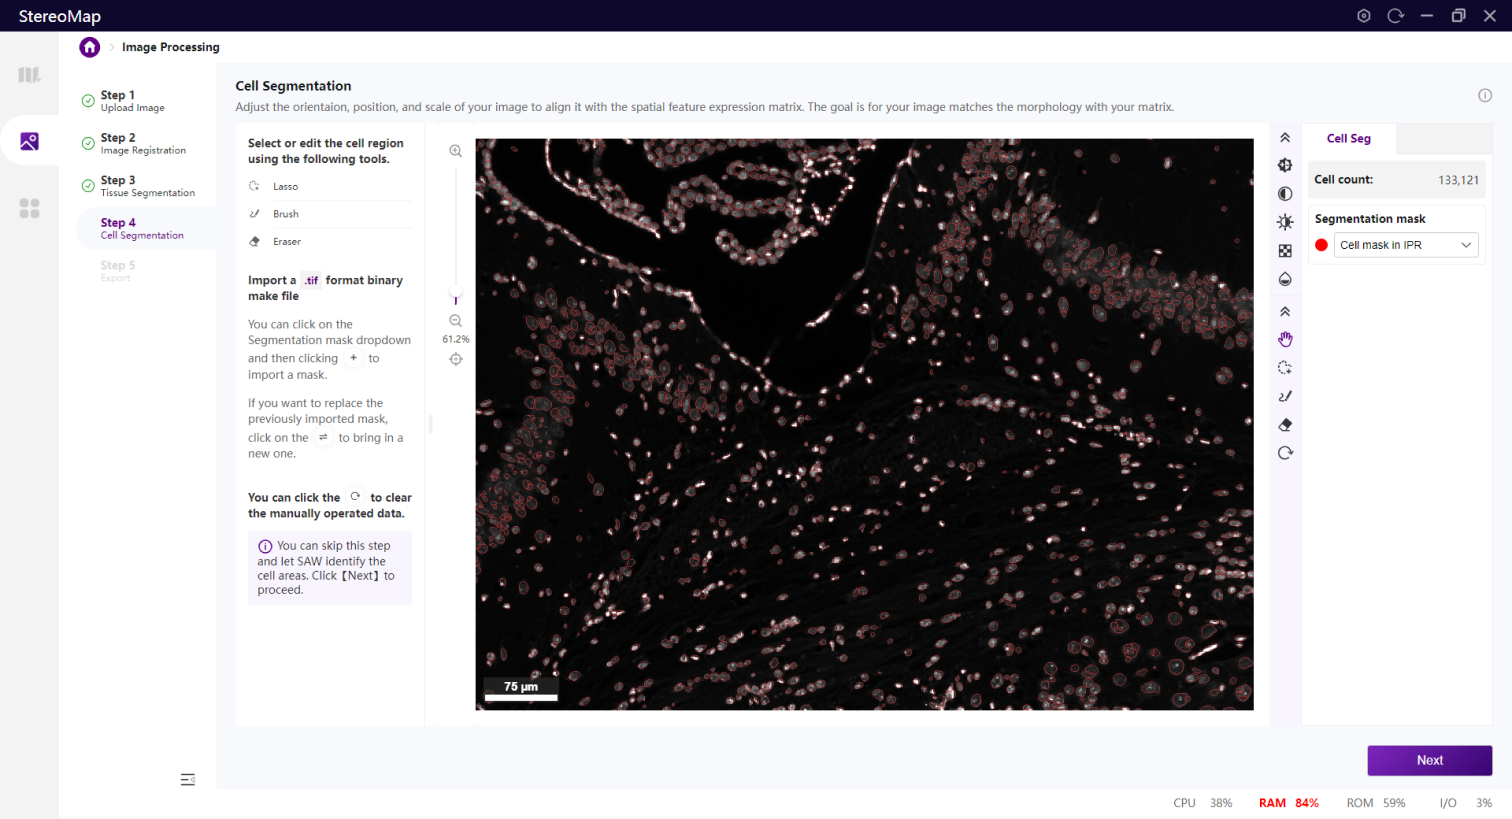 StereoMap
Image Processing
Step 1
Upload Image
Step 2
Image Registration
Step 3
Tissue Segmentation
Step 4
Cell Segmentation
Step 5
Export
Cell Segmentation
Adjust the orientaion, position, and scale of your image to align it with the spatial feature expression matrix. The goal is for your image matches the morphology with your matrix.
Select or edit the cell region
using the following tools.
Lasso
Brush
Eraser
Import a .tif format binary
make file
You can click on the
Segmentation mask dropdown
and then clicking + to
import a mask.
If you want to replace the
previously imported mask,
click on the ⇌ to bring in a
new one.
You can click the ⟳ to clear
the manually operated data.
You can skip this step
and let SAW identify the
cell areas. Click【Next】to
proceed.
61.2%
75 μm
Cell Seg
Cell count: 133,121
Segmentation mask
Cell mask in IPR
Next
CPU 38% RAM 84% ROM 59% I/O 3%